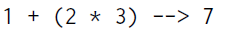 1 + (2 * 3) --> 7